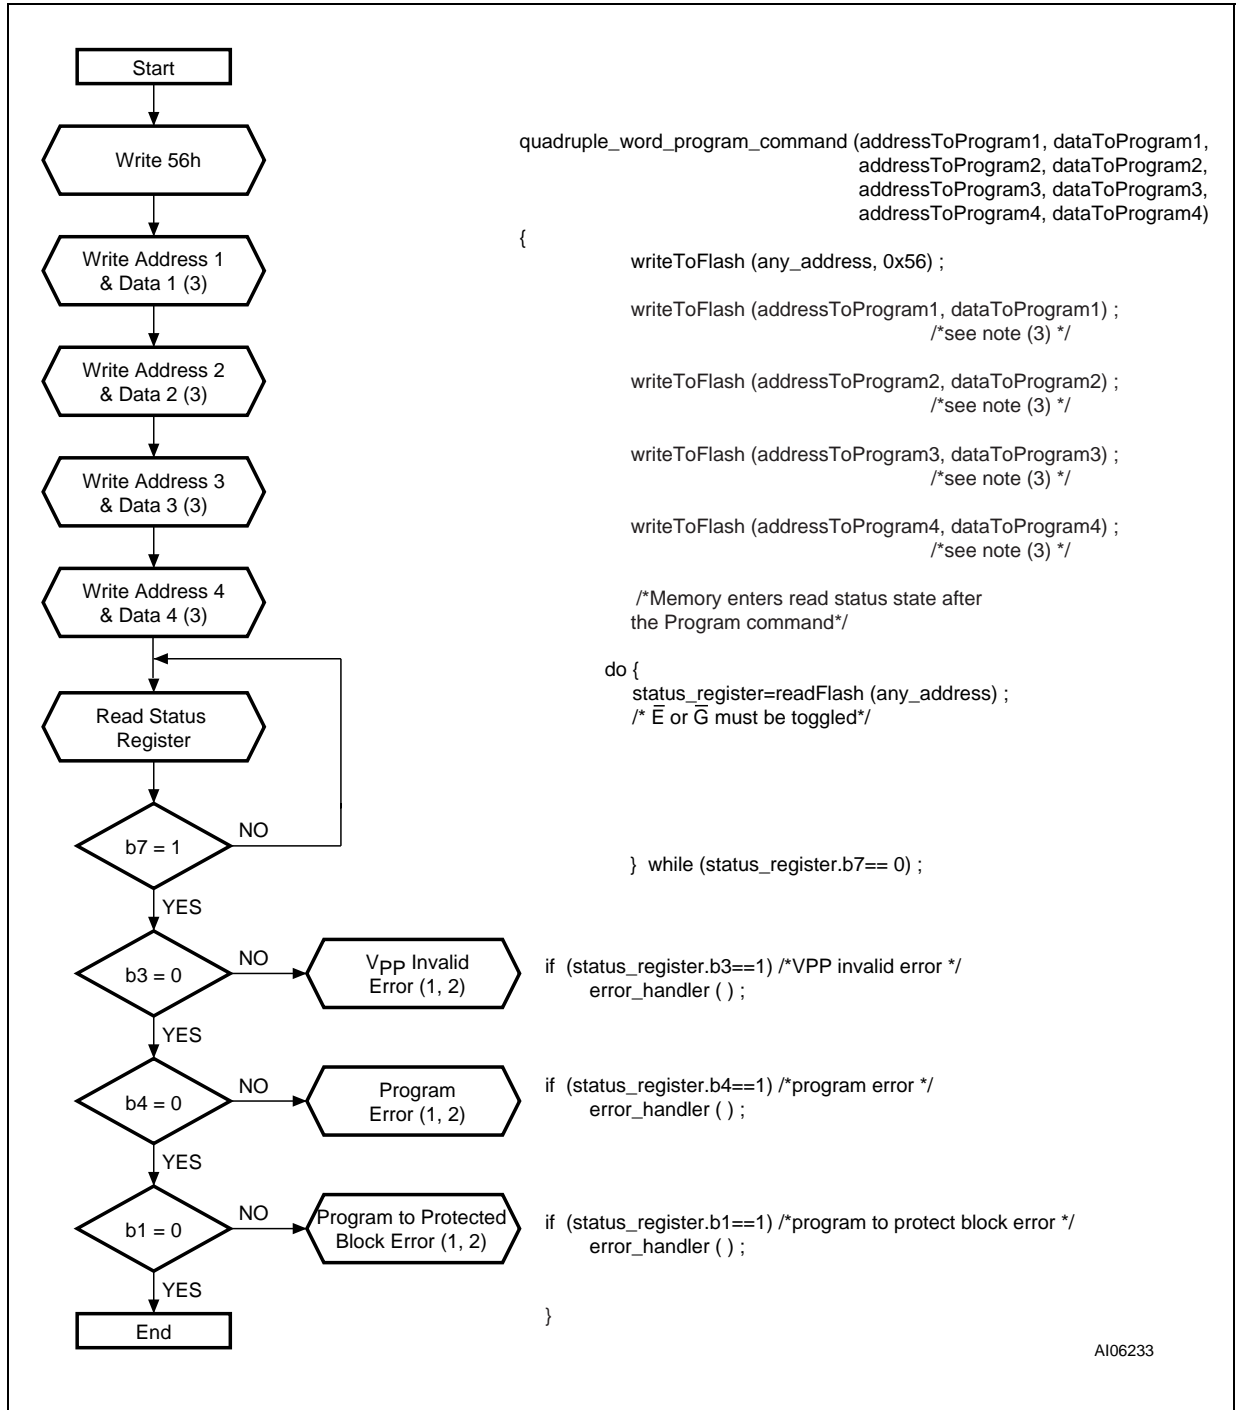 Start
Write 56h
Write Address 1
& Data 1 (3)
Write Address 2
& Data 2 (3)
Write Address 3
& Data 3 (3)
Write Address 4
& Data 4 (3)
Read Status
Register
b7 = 1
NO
YES
b3 = 0
NO
VPP Invalid
Error (1, 2)
YES
b4 = 0
NO
Program
Error (1, 2)
YES
b1 = 0
NO
Program to Protected
Block Error (1, 2)
YES
End
quadruple_word_program_command (addressToProgram1, dataToProgram1,
addressToProgram2, dataToProgram2,
addressToProgram3, dataToProgram3,
addressToProgram4, dataToProgram4)
{
writeToFlash (any_address, 0x56) ;
writeToFlash (addressToProgram1, dataToProgram1) ;
/*see note (3) */
writeToFlash (addressToProgram2, dataToProgram2) ;
/*see note (3) */
writeToFlash (addressToProgram3, dataToProgram3) ;
/*see note (3) */
writeToFlash (addressToProgram4, dataToProgram4) ;
/*see note (3) */
/*Memory enters read status state after
the Program command*/
do {
status_register=readFlash (any_address) ;
/* E̅ or G̅ must be toggled*/
} while (status_register.b7== 0) ;
if (status_register.b3==1) /*VPP invalid error */
error_handler ( ) ;
if (status_register.b4==1) /*program error */
error_handler ( ) ;
if (status_register.b1==1) /*program to protect block error */
error_handler ( ) ;
}
AI06233